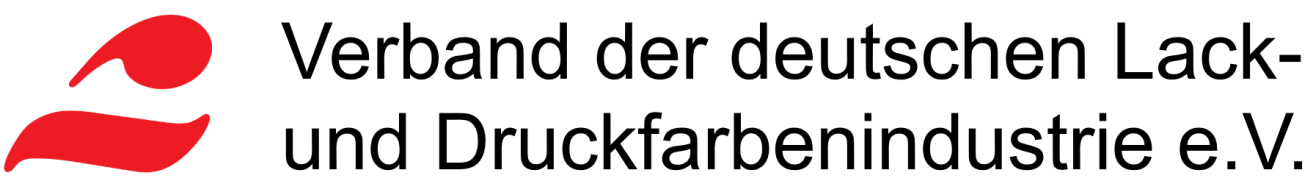 Verband der deutschen Lack-
und Druckfarbenindustrie e.V.